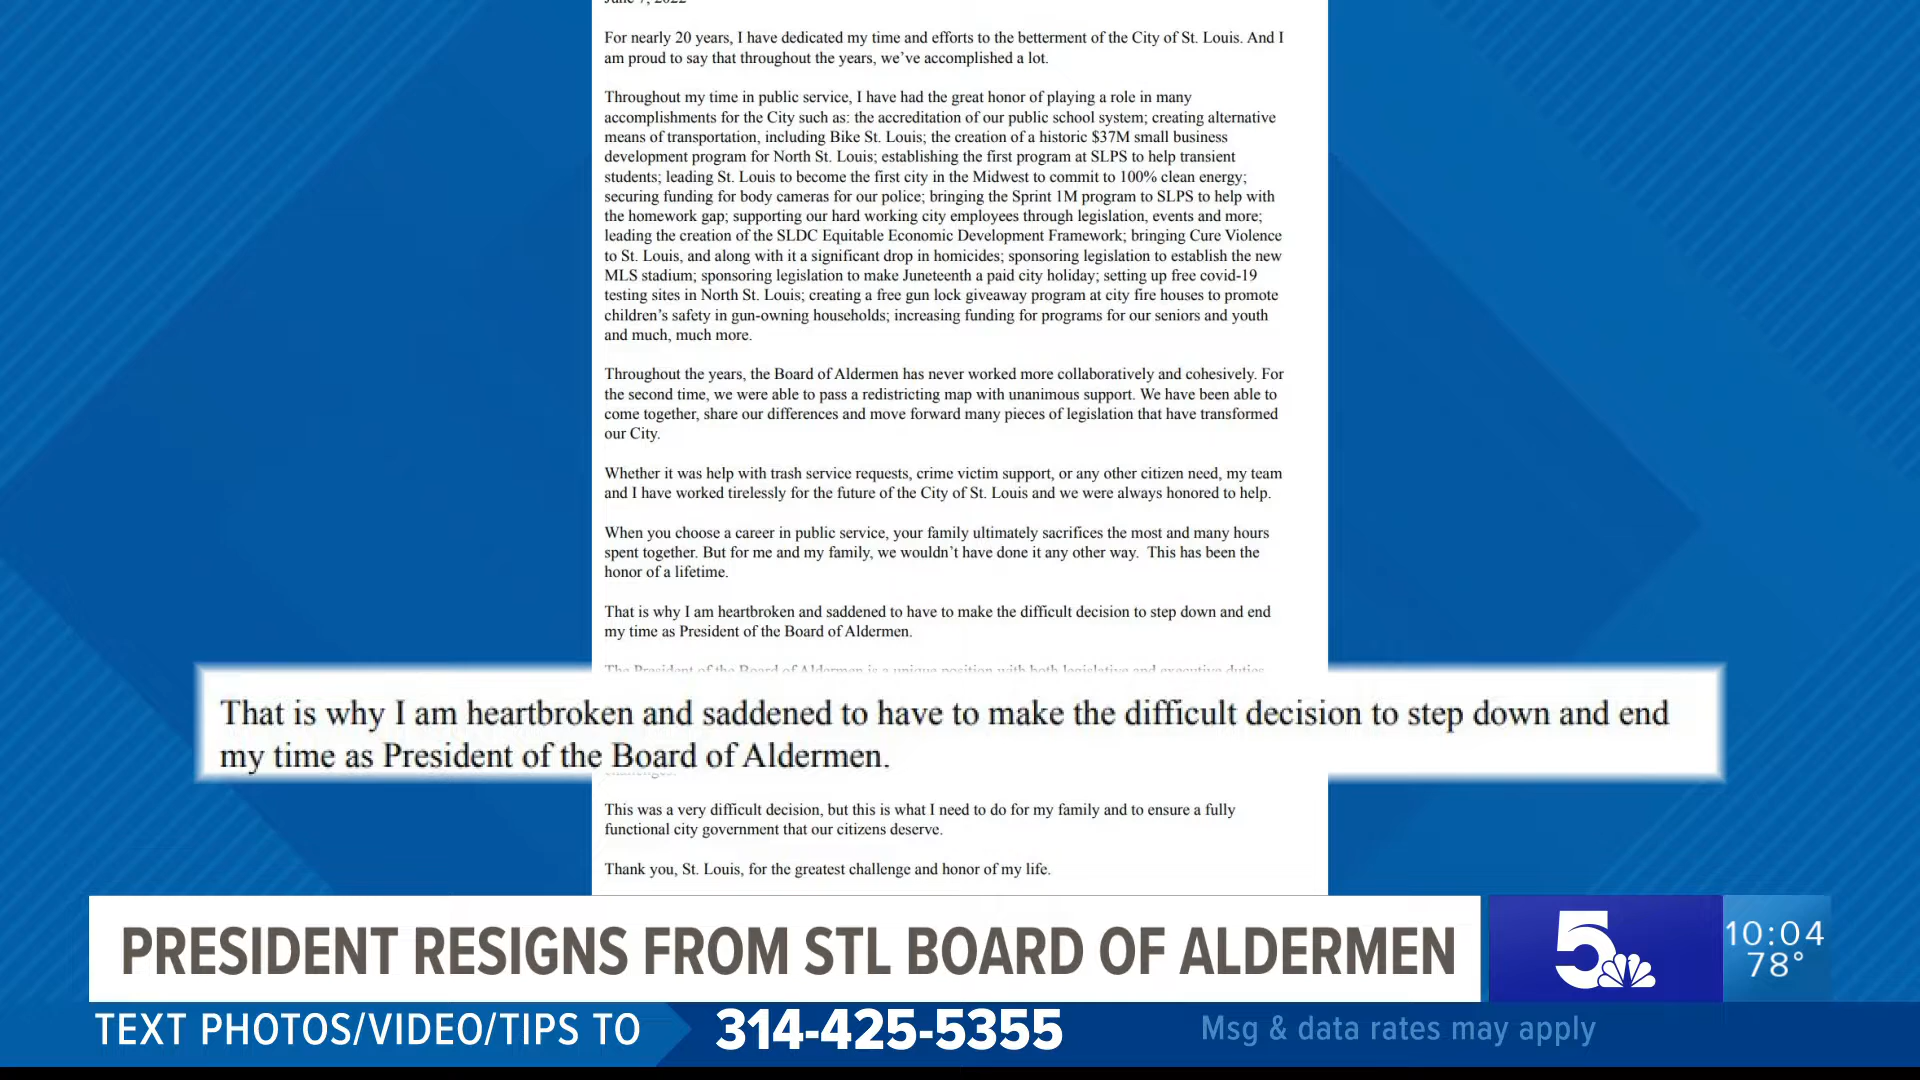 June 7, 2022
For nearly 20 years, I have dedicated my time and efforts to the betterment of the City of St. Louis. And I
am proud to say that throughout the years, we’ve accomplished a lot.
Throughout my time in public service, I have had the great honor of playing a role in many
accomplishments for the City such as: the accreditation of our public school system; creating alternative
means of transportation, including Bike St. Louis; the creation of a historic $37M small business
development program for North St. Louis; establishing the first program at SLPS to help transient
students; leading St. Louis to become the first city in the Midwest to commit to 100% clean energy;
securing funding for body cameras for our police; bringing the Sprint 1M program to SLPS to help with
the homework gap; supporting our hard working city employees through legislation, events and more;
leading the creation of the SLDC Equitable Economic Development Framework; bringing Cure Violence
to St. Louis, and along with it a significant drop in homicides; sponsoring legislation to establish the new
MLS stadium; sponsoring legislation to make Juneteenth a paid city holiday; setting up free covid-19
testing sites in North St. Louis; creating a free gun lock giveaway program at city fire houses to promote
children’s safety in gun-owning households; increasing funding for programs for our seniors and youth
and much, much more.
Throughout the years, the Board of Aldermen has never worked more collaboratively and cohesively. For
the second time, we were able to pass a redistricting map with unanimous support. We have been able to
come together, share our differences and move forward many pieces of legislation that have transformed
our City.
Whether it was help with trash service requests, crime victim support, or any other citizen need, my team
and I have worked tirelessly for the future of the City of St. Louis and we were always honored to help.
When you choose a career in public service, your family ultimately sacrifices the most and many hours
spent together. But for me and my family, we wouldn’t have done it any other way.  This has been the
honor of a lifetime.
That is why I am heartbroken and saddened to have to make the difficult decision to step down and end
my time as President of the Board of Aldermen.
The President of the Board of Aldermen is a unique position with both legislative and executive duties
That is why I am heartbroken and saddened to have to make the difficult decision to step down and end
my time as President of the Board of Aldermen.
challenges.
This was a very difficult decision, but this is what I need to do for my family and to ensure a fully
functional city government that our citizens deserve.
Thank you, St. Louis, for the greatest challenge and honor of my life.
PRESIDENT RESIGNS FROM STL BOARD OF ALDERMEN
5
10:04
78°
TEXT PHOTOS/VIDEO/TIPS TO
314-425-5355
Msg & data rates may apply